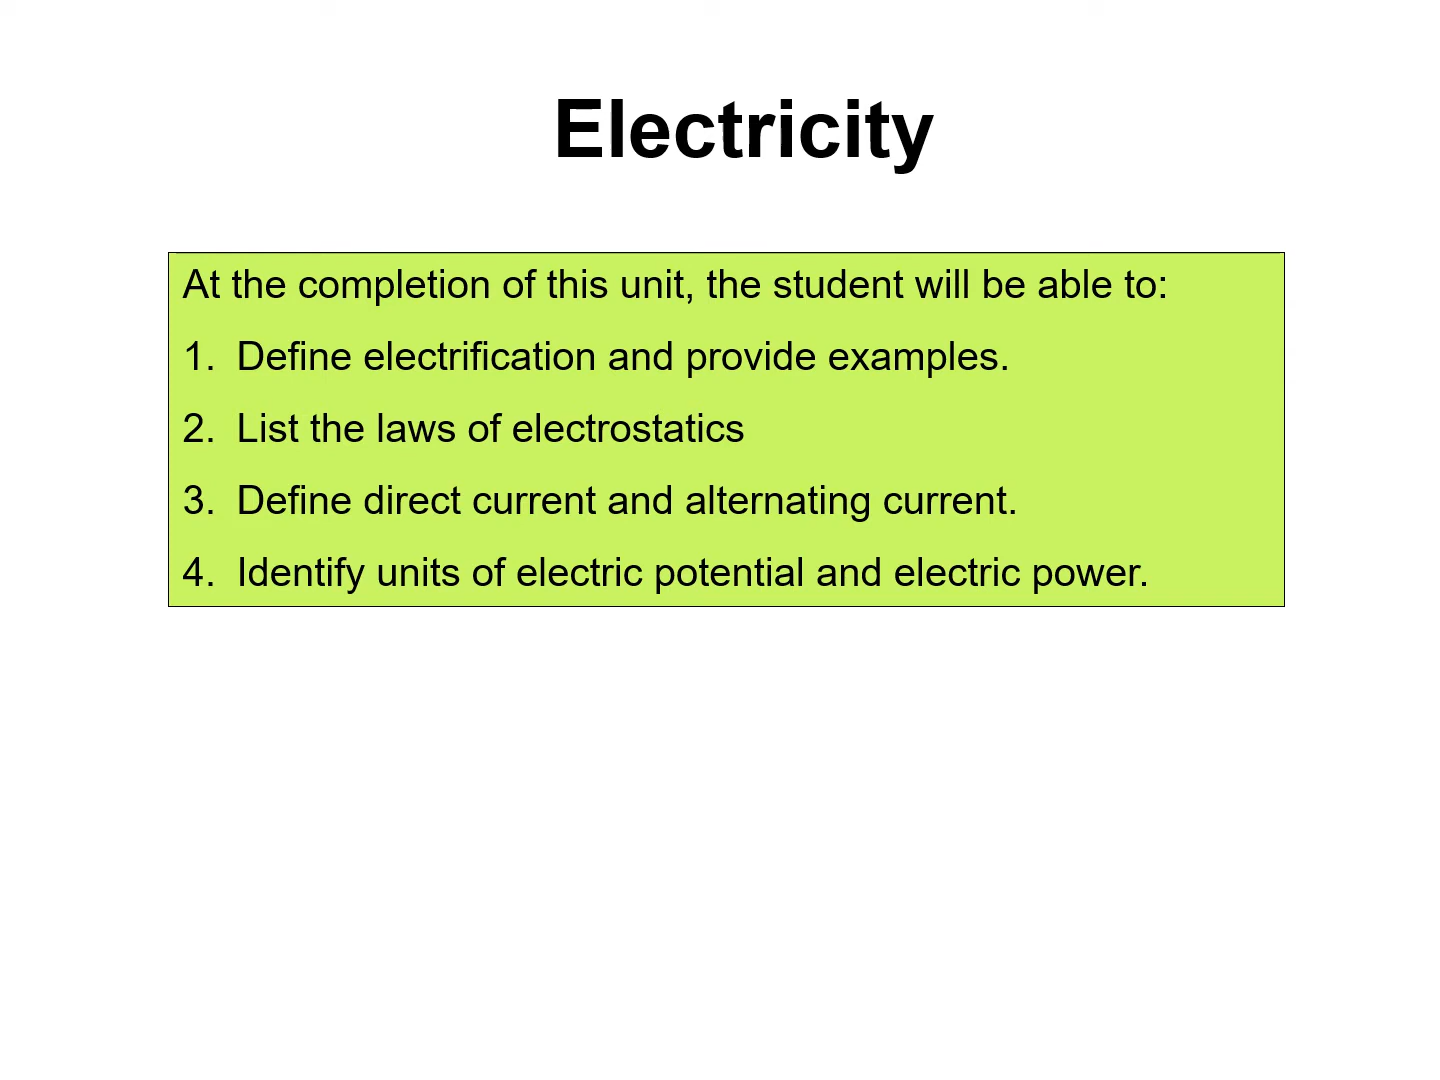 Electricity
At the completion of this unit, the student will be able to:
1. Define electrification and provide examples.
2. List the laws of electrostatics
3. Define direct current and alternating current.
4. Identify units of electric potential and electric power.